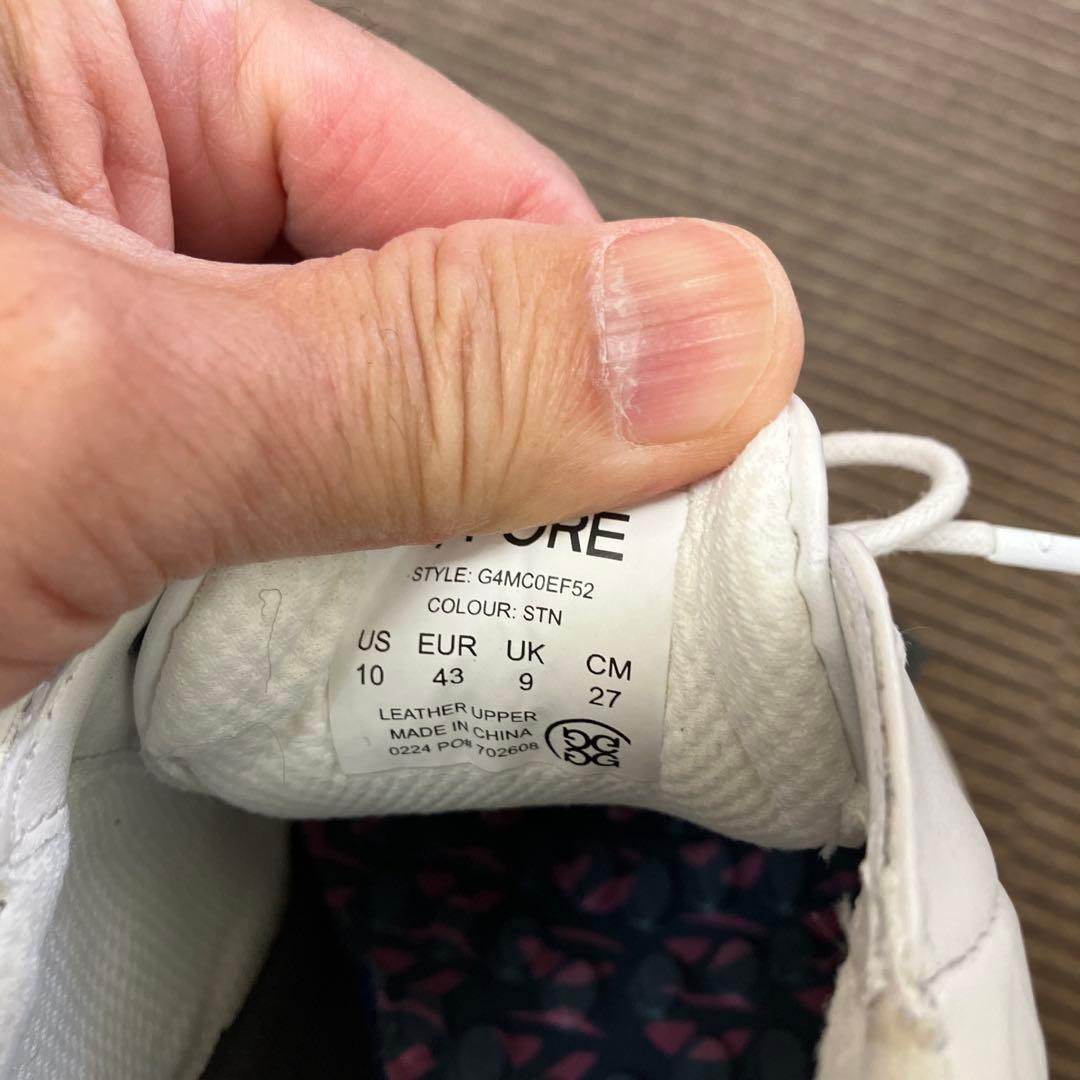 ORE
STYLE: G4MC0EF52
COLOUR: STN
US EUR UK CM
10 43 9 27
LEATHER UPPER
MADE IN CHINA
0224 PO# 702608